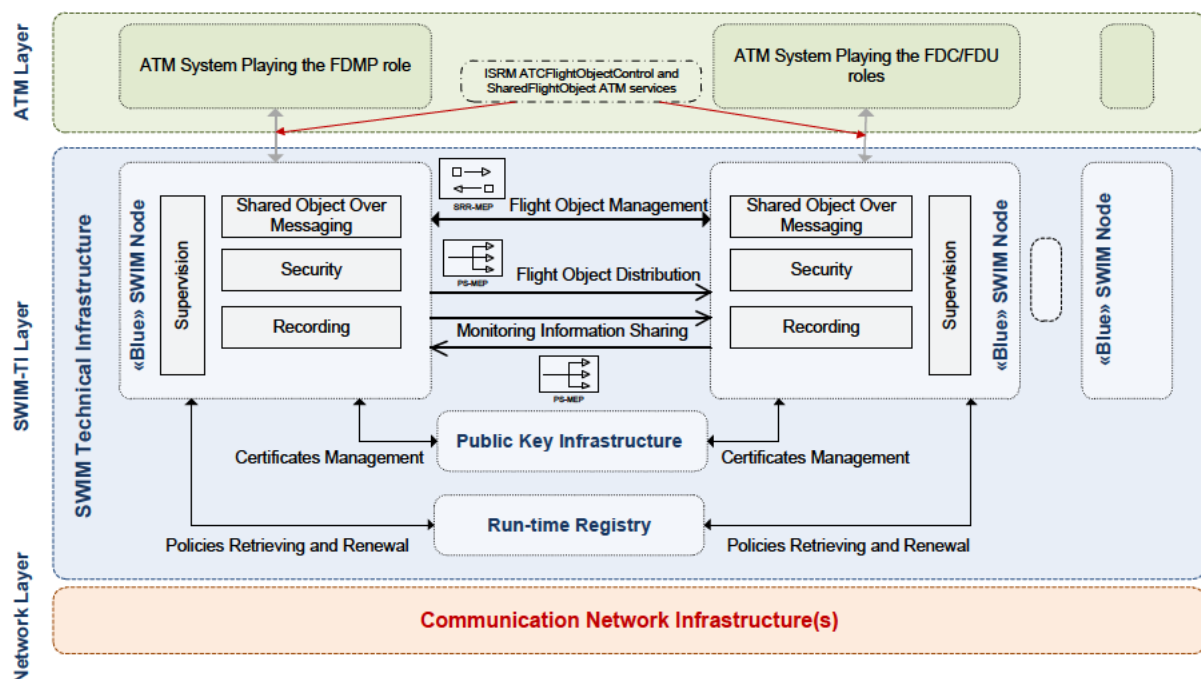 ATM Layer
ATM System Playing the FDMP role
ISRM ATCFlightObjectControl and
SharedFlightObject ATM services
ATM System Playing the FDC/FDU
roles
SWIM-TI Layer
SWIM Technical Infrastructure
«Blue» SWIM Node
Supervision
Shared Object Over
Messaging
Security
Recording
SRR-MEP
Flight Object Management
PS-MEP
Flight Object Distribution
Monitoring Information Sharing
PS-MEP
Shared Object Over
Messaging
Security
Recording
Supervision
«Blue» SWIM Node
«Blue» SWIM Node
Public Key Infrastructure
Certificates Management
Certificates Management
Run-time Registry
Policies Retrieving and Renewal
Policies Retrieving and Renewal
Network Layer
Communication Network Infrastructure(s)